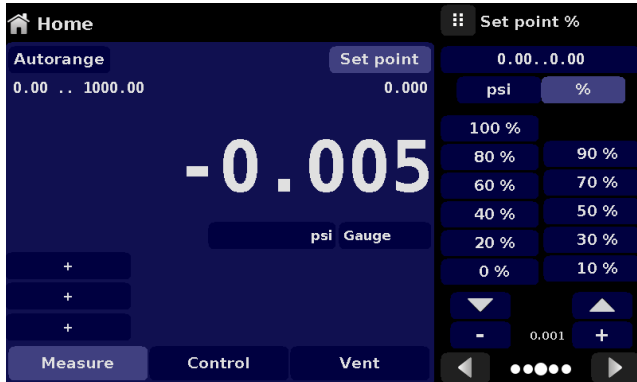 Home
Autorange
Set point
0.00 .. 1000.00
0.000
-0.005
psi Gauge
+
+
+
Measure
Control
Vent
Set point %
0.00..0.00
psi
%
100 %
80 %
90 %
60 %
70 %
40 %
50 %
20 %
30 %
0 %
10 %
-
0.001
+